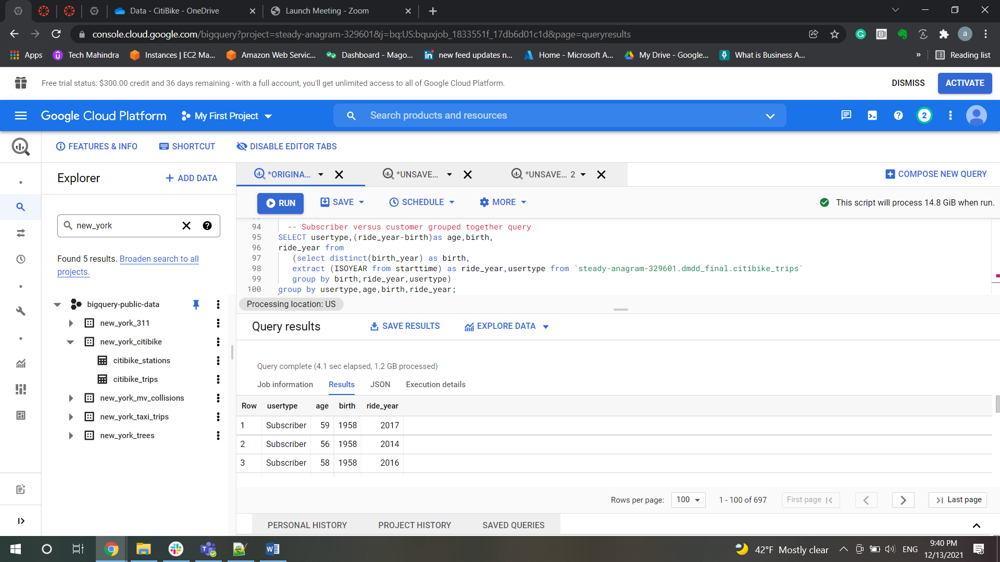 Data - CitiBike - OneDrive
Launch Meeting - Zoom
console.cloud.google.com/bigquery?project=steady-anagram-329601&j=bq:US:bquxjob_1833551f_17db6d01c1d&page=queryresults
a
Apps
Tech Mahindra
Instances | EC2 Ma...
Amazon Web Servic...
Dashboard - Mago...
new feed updates n...
Home - Microsoft A...
My Drive - Google...
What is Business A...
»
Reading list
Free trial status: $300.00 credit and 36 days remaining - with a full account, you'll get unlimited access to all of Google Cloud Platform.
DISMISS
ACTIVATE
Google Cloud Platform
My First Project
Search products and resources
2
FEATURES & INFO
SHORTCUT
DISABLE EDITOR TABS
Explorer
+ ADD DATA
*ORIGINA...
*UNSAVE...
*UNSAVE... 2
COMPOSE NEW QUERY
RUN
SAVE
SCHEDULE
MORE
This script will process 14.8 GiB when run.
new_york
Found 5 results. Broaden search to all
projects.
bigquery-public-data
new_york_311
new_york_citibike
citibike_stations
citibike_trips
new_york_mv_collisions
new_york_taxi_trips
new_york_trees
94 -- Subscriber versus customer grouped together query
95 SELECT usertype,(ride_year-birth)as age,birth,
96 ride_year from
97 (select distinct(birth_year) as birth,
98 extract (ISOYEAR from starttime) as ride_year,usertype from `steady-anagram-329601.dmdd_final.citibike_trips`
99 group by birth,ride_year,usertype)
100 group by usertype,age,birth,ride_year;
Processing location: US
Query results
SAVE RESULTS
EXPLORE DATA
Query complete (4.1 sec elapsed, 1.2 GB processed)
Job information
Results
JSON
Execution details
Row usertype age birth ride_year
1 Subscriber 59 1958 2017
2 Subscriber 56 1958 2014
3 Subscriber 58 1958 2016
Rows per page: 100 1 - 100 of 697 First page Last page
PERSONAL HISTORY
PROJECT HISTORY
SAVED QUERIES
42°F Mostly clear
ENG
9:40 PM
12/13/2021